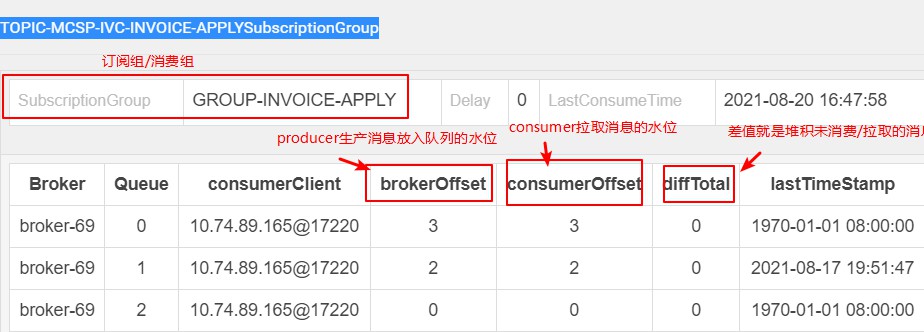 TOPIC-MCSP-IVC-INVOICE-APPLYSubscriptionGroup
订阅组/消费组
SubscriptionGroup GROUP-INVOICE-APPLY Delay 0 LastConsumeTime 2021-08-20 16:47:58
producer生产消息放入队列的水位 consumer拉取消息的水位 差值就是堆积未消费/拉取的消息
Broker Queue consumerClient brokerOffset consumerOffset diffTotal lastTimeStamp
broker-69 0 10.74.89.165@17220 3 3 0 1970-01-01 08:00:00
broker-69 1 10.74.89.165@17220 2 2 0 2021-08-17 19:51:47
broker-69 2 10.74.89.165@17220 0 0 0 1970-01-01 08:00:00